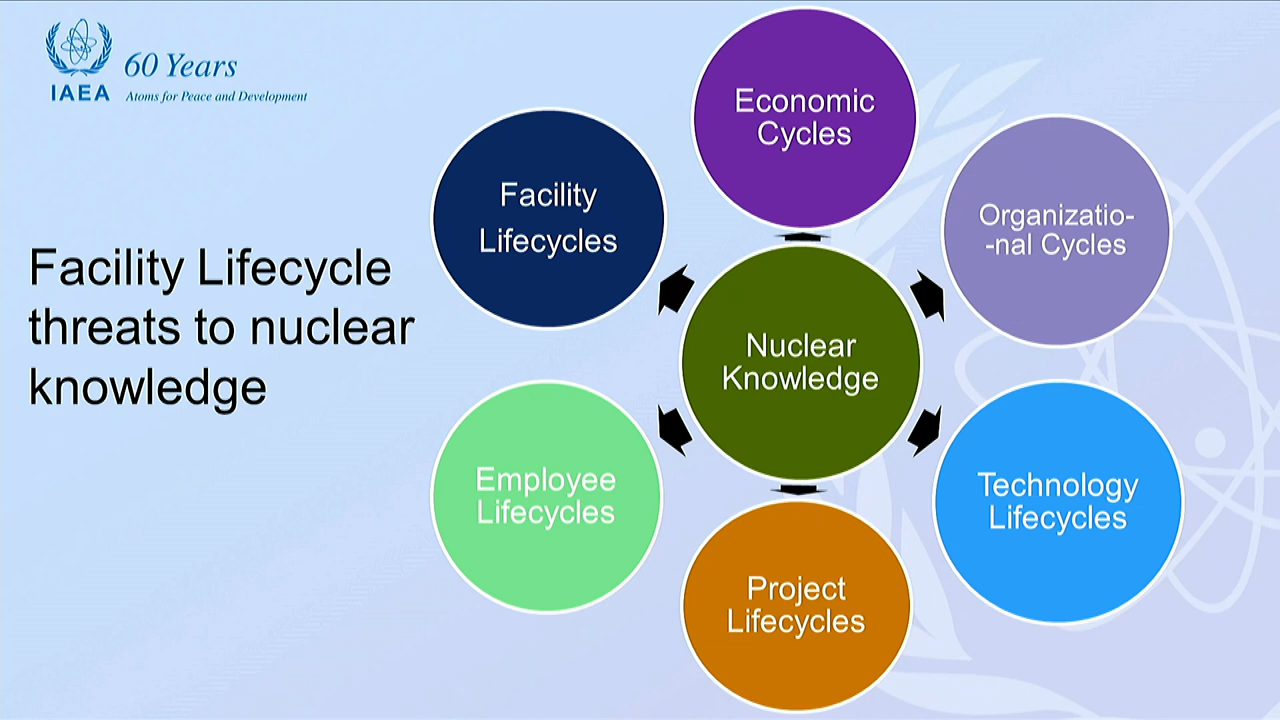 IAEA
60 Years
Atoms for Peace and Development
Facility Lifecycle
threats to nuclear
knowledge
Economic
Cycles
Facility
Lifecycles
Organizatio-
-nal Cycles
Nuclear
Knowledge
Employee
Lifecycles
Technology
Lifecycles
Project
Lifecycles